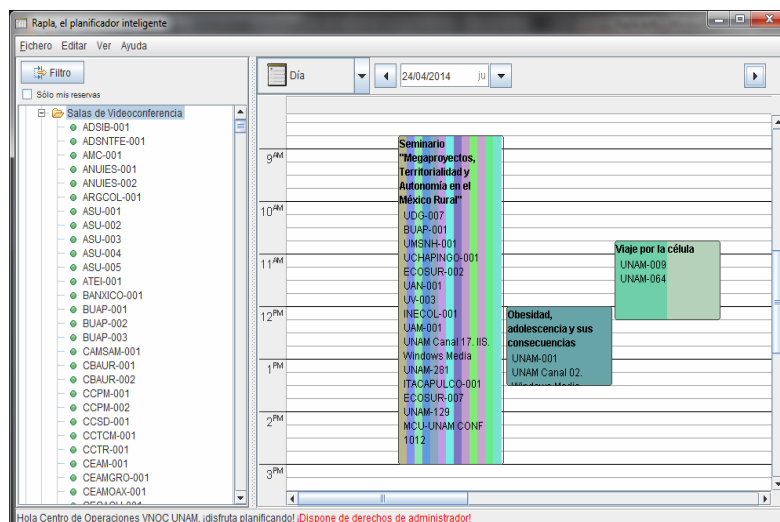 Rapla, el planificador inteligente
Fichero Editar Ver Ayuda
Filtro
Sólo mis reservas
Salas de Videoconferencia
ADSIB-001
ADSNTFE-001
AMC-001
ANUIES-001
ANUIES-002
ARGCOL-001
ASU-001
ASU-002
ASU-003
ASU-004
ASU-005
ATEI-001
BANXICO-001
BUAP-001
BUAP-002
BUAP-003
CAMSAM-001
CBAUR-001
CBAUR-002
CCPM-001
CCPM-002
CCSD-001
CCTCM-001
CCTR-001
CEAM-001
CEAMGRO-001
CEAMOAX-001
Día
24/04/2014 ju
9AM
10AM
11AM
12PM
1PM
2PM
3PM
Seminario
"Megaproyectos,
Territorialidad y
Autonomía en el
México Rural"
UDG-007
BUAP-001
UMSNH-001
UCHAPINGO-001
ECOSUR-002
UAN-001
UV-003
INECOL-001
UAM-001
UNAM Canal 17. IIS.
Windows Media
UNAM-281
ITACAPULCO-001
ECOSUR-007
UNAM-129
MCU-UNAM CONF
1012
Obesidad,
adolescencia y sus
consecuencias
UNAM-001
UNAM Canal 02.
Windows Media
Viaje por la célula
UNAM-009
UNAM-064
Hola Centro de Operaciones VNOC UNAM, ¡disfruta planificando! ¡Dispone de derechos de administrador!